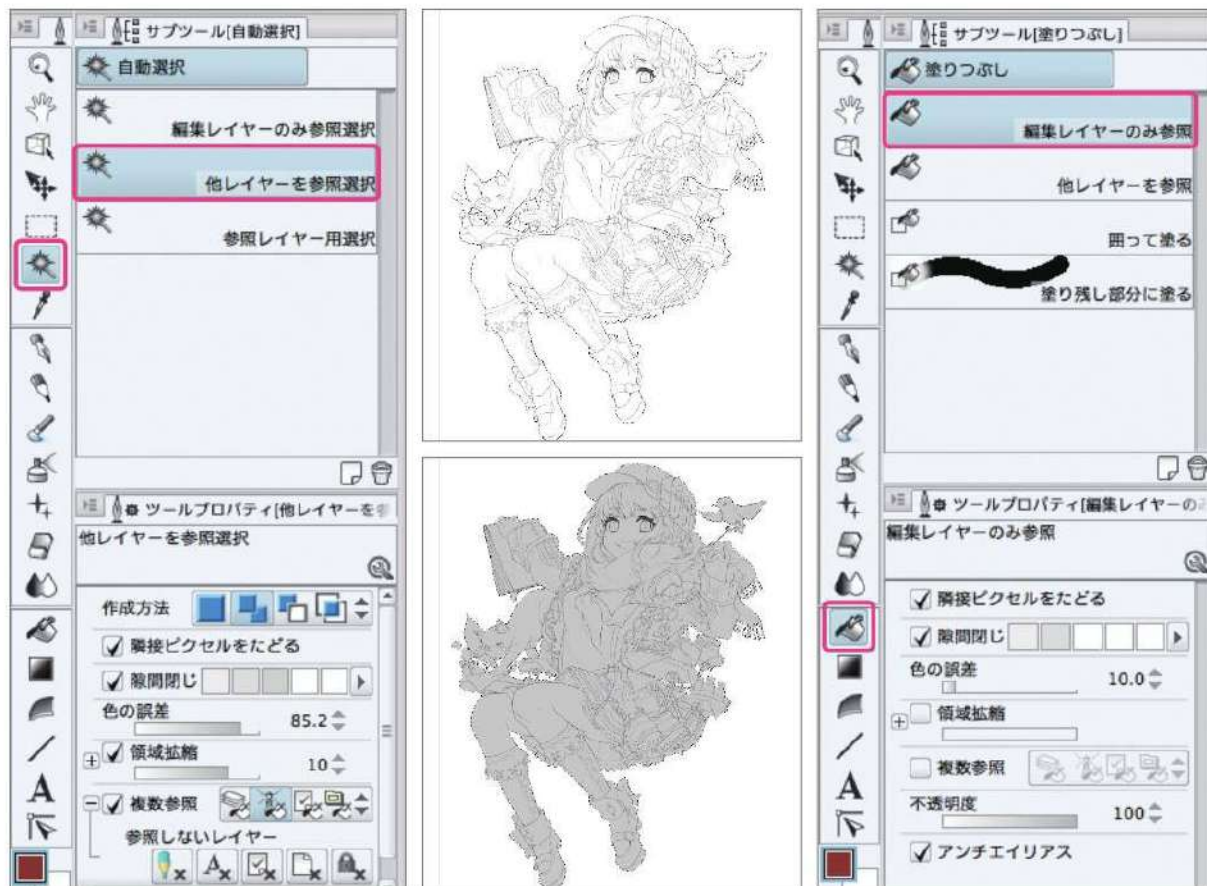 サブツール[自動選択]
自動選択
編集レイヤーのみ参照選択
他レイヤーを参照選択
参照レイヤー用選択
ツールプロパティ[他レイヤーを参
他レイヤーを参照選択
作成方法
隣接ピクセルをたどる
隙間閉じ
色の誤差 85.2
領域拡縮 10
複数参照
参照しないレイヤー
A
A
サブツール[塗りつぶし]
塗りつぶし
編集レイヤーのみ参照
他レイヤーを参照
囲って塗る
塗り残し部分に塗る
ツールプロパティ[編集レイヤーの
編集レイヤーのみ参照
隣接ピクセルをたどる
隙間閉じ
色の誤差 10.0
領域拡縮
複数参照
不透明度 100
アンチエイリアス
A